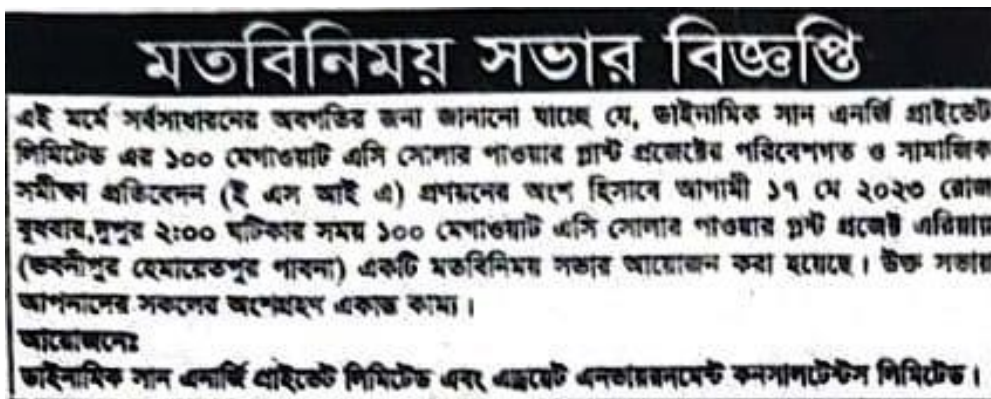 মতবিনিময় সভার বিজ্ঞপ্তি
এই মর্মে সর্বসাধারনের অবগতির জন্য জানানো যাচ্ছে যে, ডাইনামিক সান এনার্জি প্রাইভেট
লিমিটেড এর ১০০ মেগাওয়াট এসি সোলার পাওয়ার প্লান্ট প্রজেক্টের পরিবেশগত ও সামাজিক
সমীক্ষা প্রতিবেদন (ই এস আই এ) প্রণয়নের অংশ হিসাবে আগামী ১৭ মে ২০২৩ রোজ
বুধবার,দুপুর ২:০০ ঘটিকার সময় ১০০ মেগাওয়াট এসি সোলার পাওয়ার প্লান্ট প্রজেক্ট এরিয়ায়
(ভবানীপুর হেমায়েতপুর পাবনা) একটি মতবিনিময় সভার আয়োজন করা হয়েছে। উক্ত সভায়
আপনাদের সকলের অংশগ্রহণ একান্ত কাম্য।
আয়োজনেঃ
ডাইনামিক সান এনার্জি প্রাইভেট লিমিটেড এবং এনভায়রনমেন্ট কনসালটেন্টস লিমিটেড।